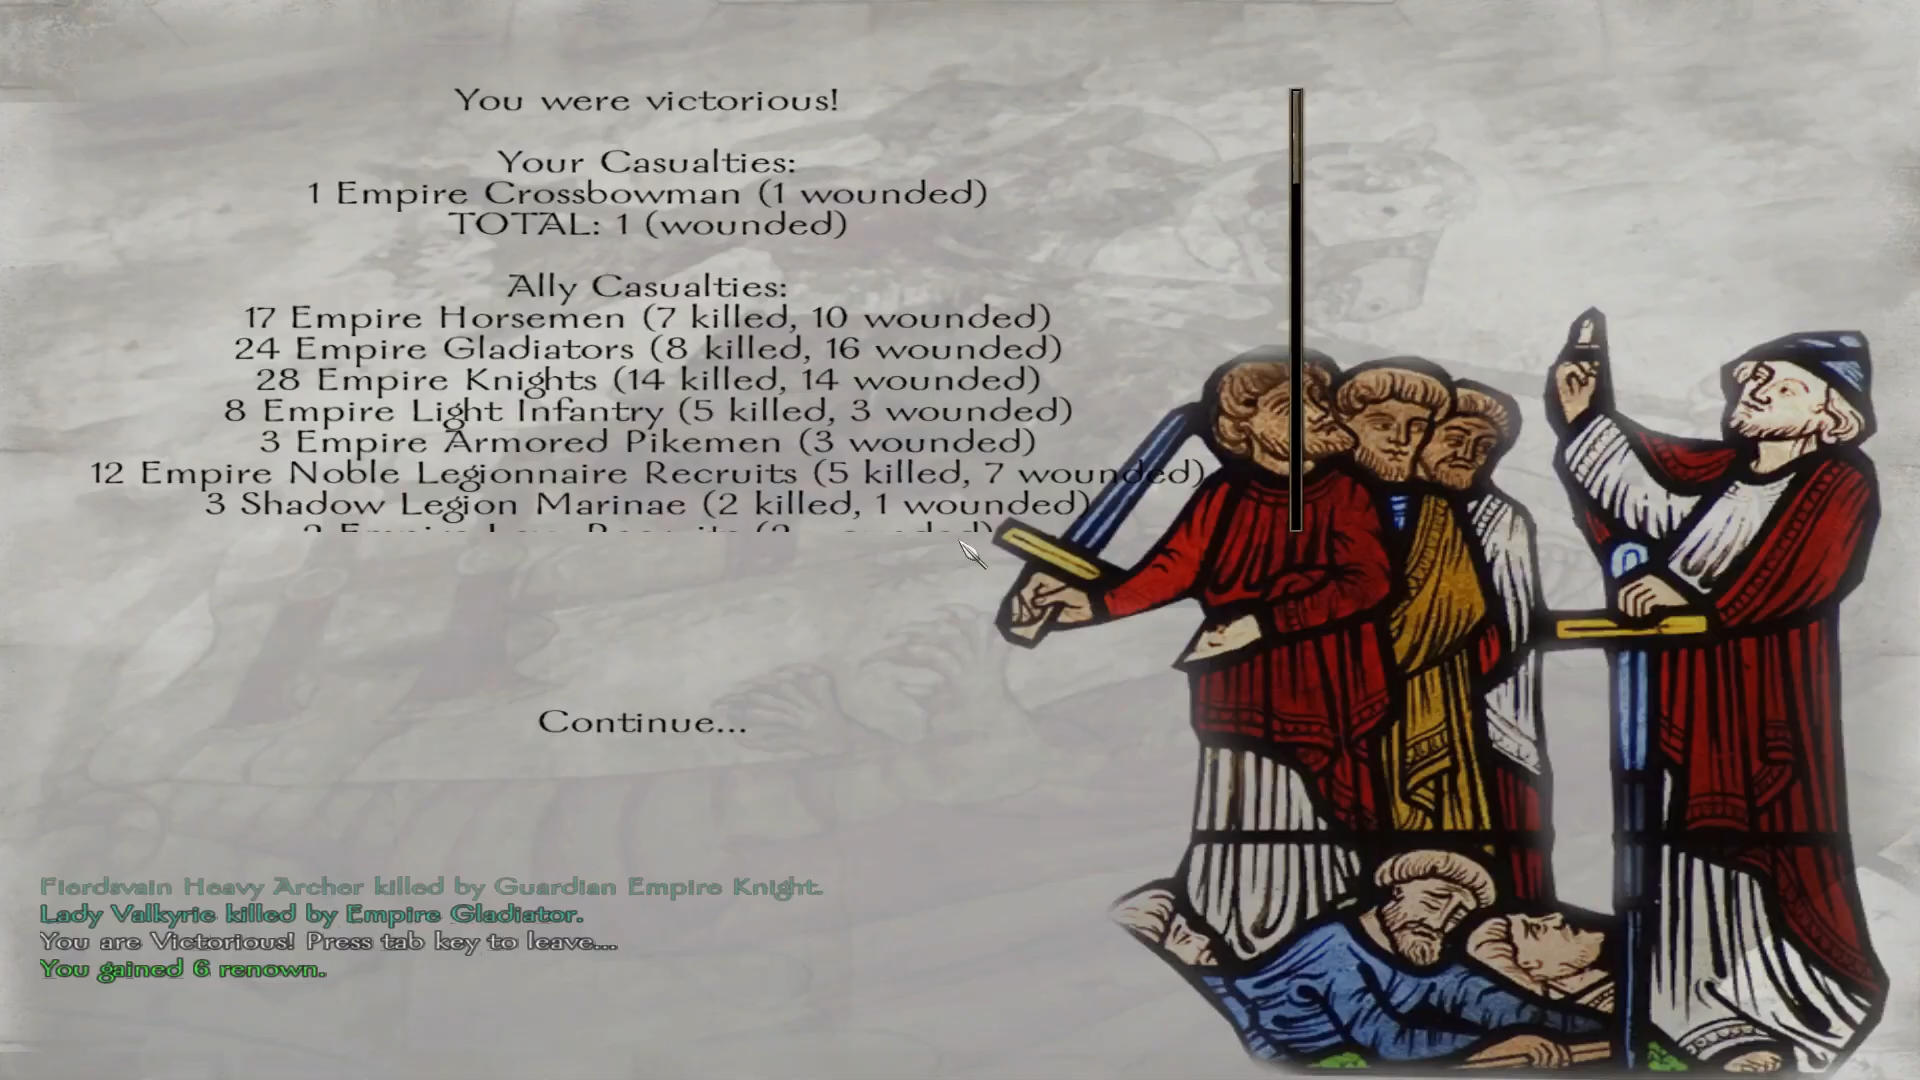 You were victorious!
Your Casualties:
1 Empire Crossbowman (1 wounded)
TOTAL: 1 (wounded)
Ally Casualties:
17 Empire Horsemen (7 killed, 10 wounded)
24 Empire Gladiators (8 killed, 16 wounded)
28 Empire Knights (14 killed, 14 wounded)
8 Empire Light Infantry (5 killed, 3 wounded)
3 Empire Armored Pikemen (3 wounded)
12 Empire Noble Legionnaire Recruits (5 killed, 7 wounded)
3 Shadow Legion Marinae (2 killed, 1 wounded)
Empire Recruits wounded)
Continue...
Fierdsvain Heavy Archer killed by Guardian Empire Knight.
Lady Valkyrie killed by Empire Gladiator.
You are Victorious! Press tab key to leave...
You gained 6 renown.